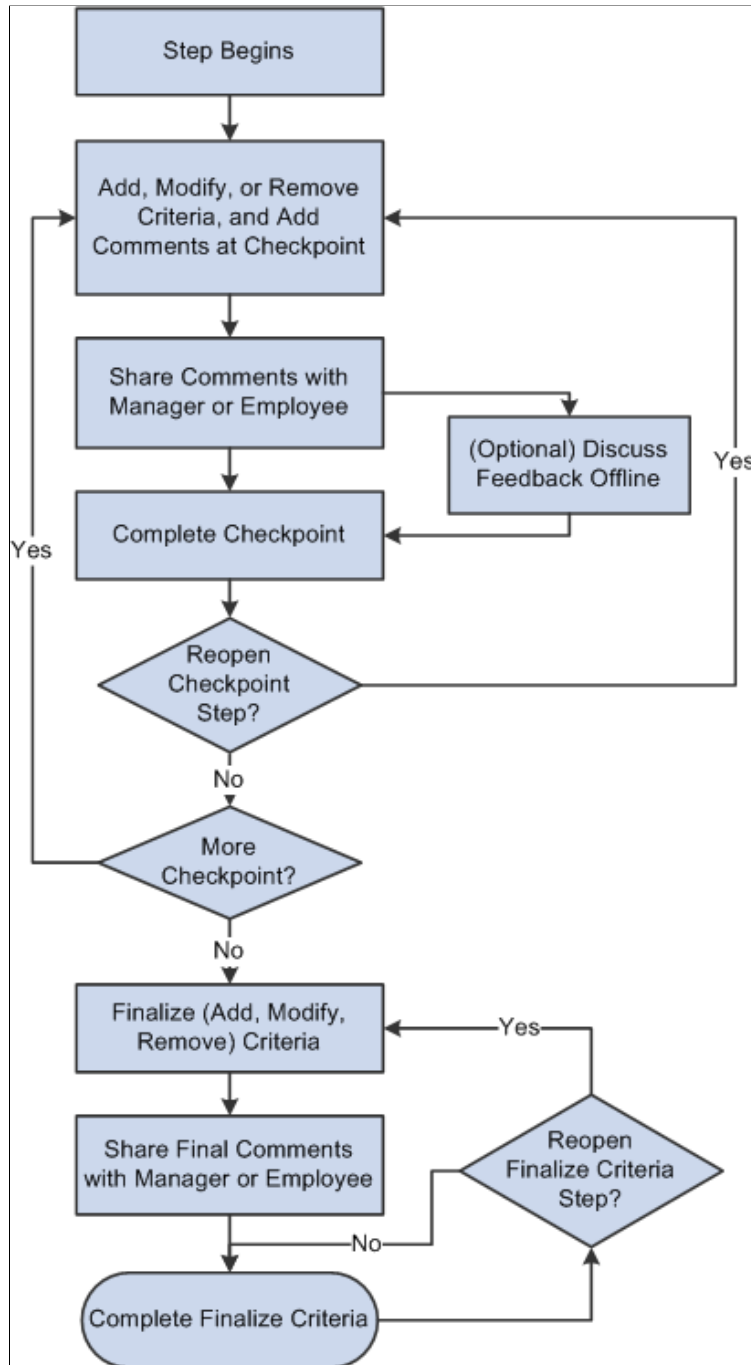 Step Begins
Add, Modify, or Remove
Criteria, and Add
Comments at Checkpoint
Share Comments with
Manager or Employee
(Optional) Discuss
Feedback Offline
Yes
Complete Checkpoint
Yes
Reopen
Checkpoint
Step?
No
More
Checkpoint?
No
Finalize (Add, Modify,
Remove) Criteria
Yes
Share Final Comments
with Manager or Employee
Reopen
Finalize Criteria
Step?
No
Complete Finalize Criteria